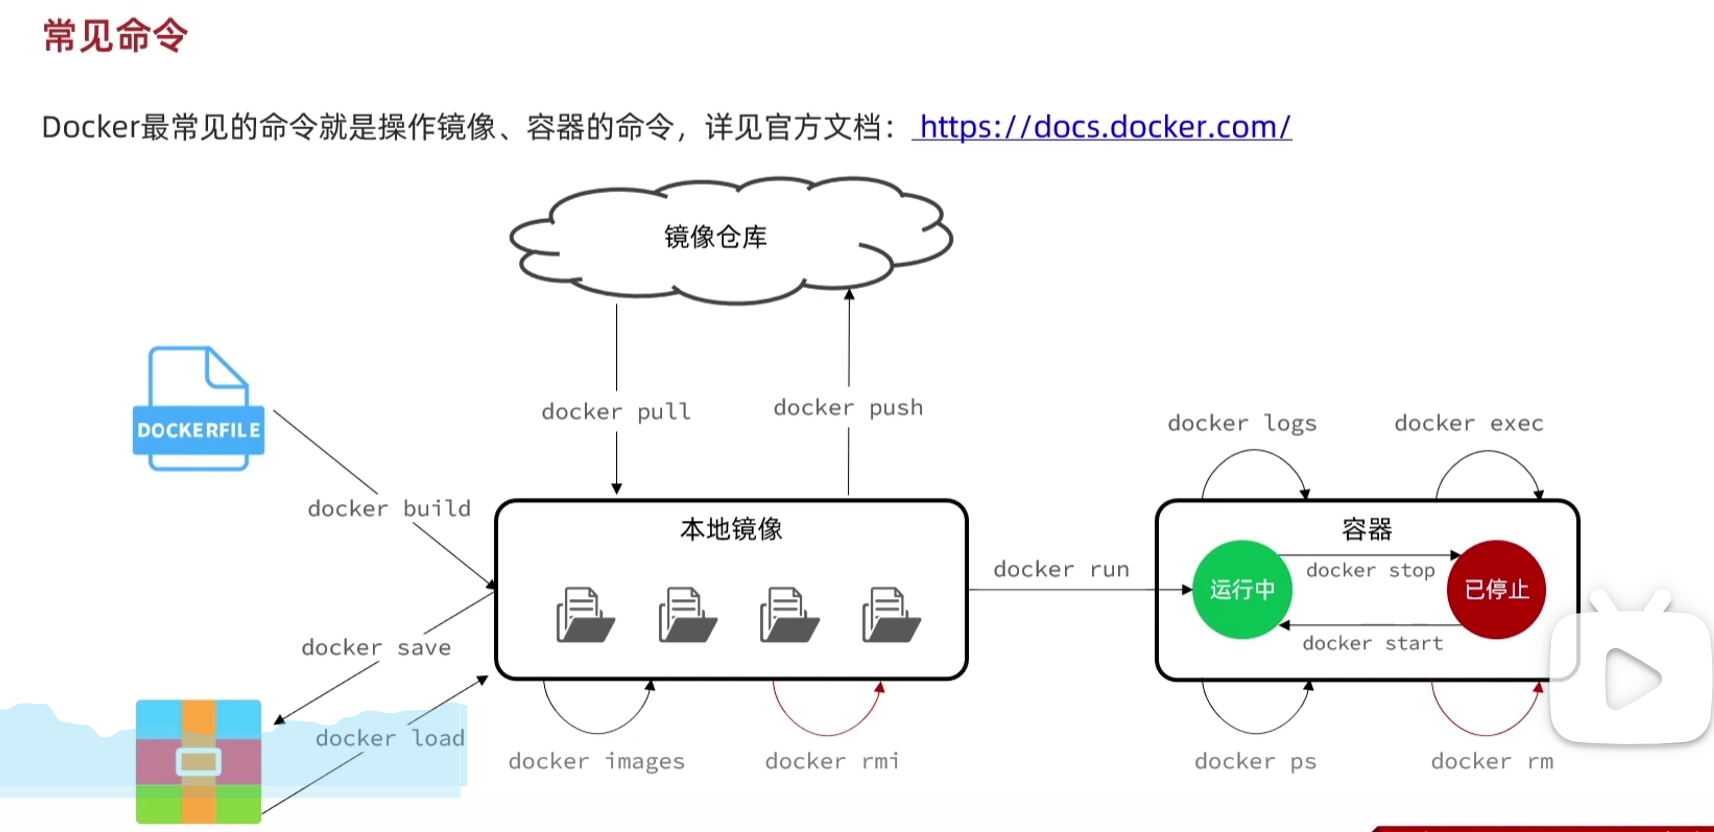 常见命令
Docker最常见的命令就是操作镜像、容器的命令，详见官方文档： https://docs.docker.com/
镜像仓库
docker pull
docker push
docker logs
docker exec
DOCKERFILE
docker build
本地镜像
容器
docker run
运行中
docker stop
已停止
docker start
docker save
docker load
docker images
docker rmi
docker ps
docker rm